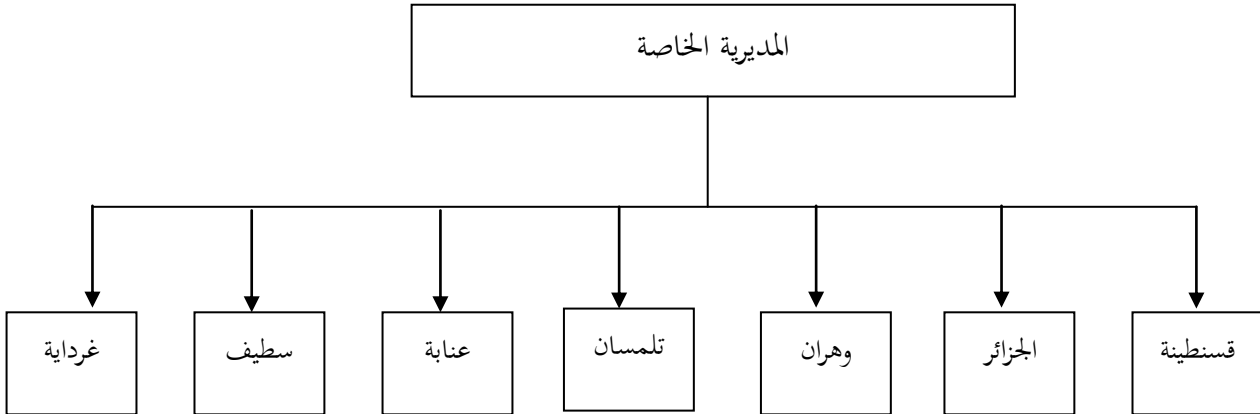 المديرية الخاصة
قسنطينة
الجزائر
وهران
تلمسان
عنابة
سطيف
غرداية